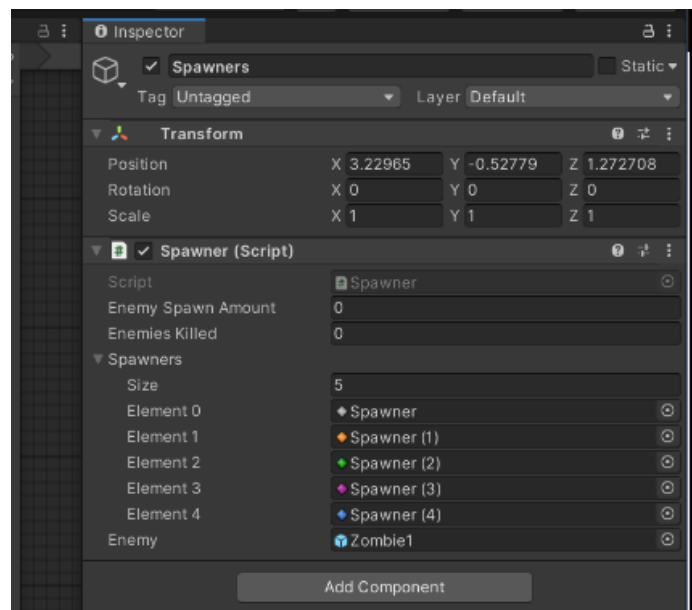 Inspector
Spawners Static
Tag Untagged Layer Default
Transform
Position X 3.22965 Y -0.52779 Z 1.272708
Rotation X 0 Y 0 Z 0
Scale X 1 Y 1 Z 1
# Spawner (Script)
Script # Spawner
Enemy Spawn Amount 0
Enemies Killed 0
Spawners
Size 5
Element 0 Spawner
Element 1 Spawner (1)
Element 2 Spawner (2)
Element 3 Spawner (3)
Element 4 Spawner (4)
Enemy Zombie1
Add Component